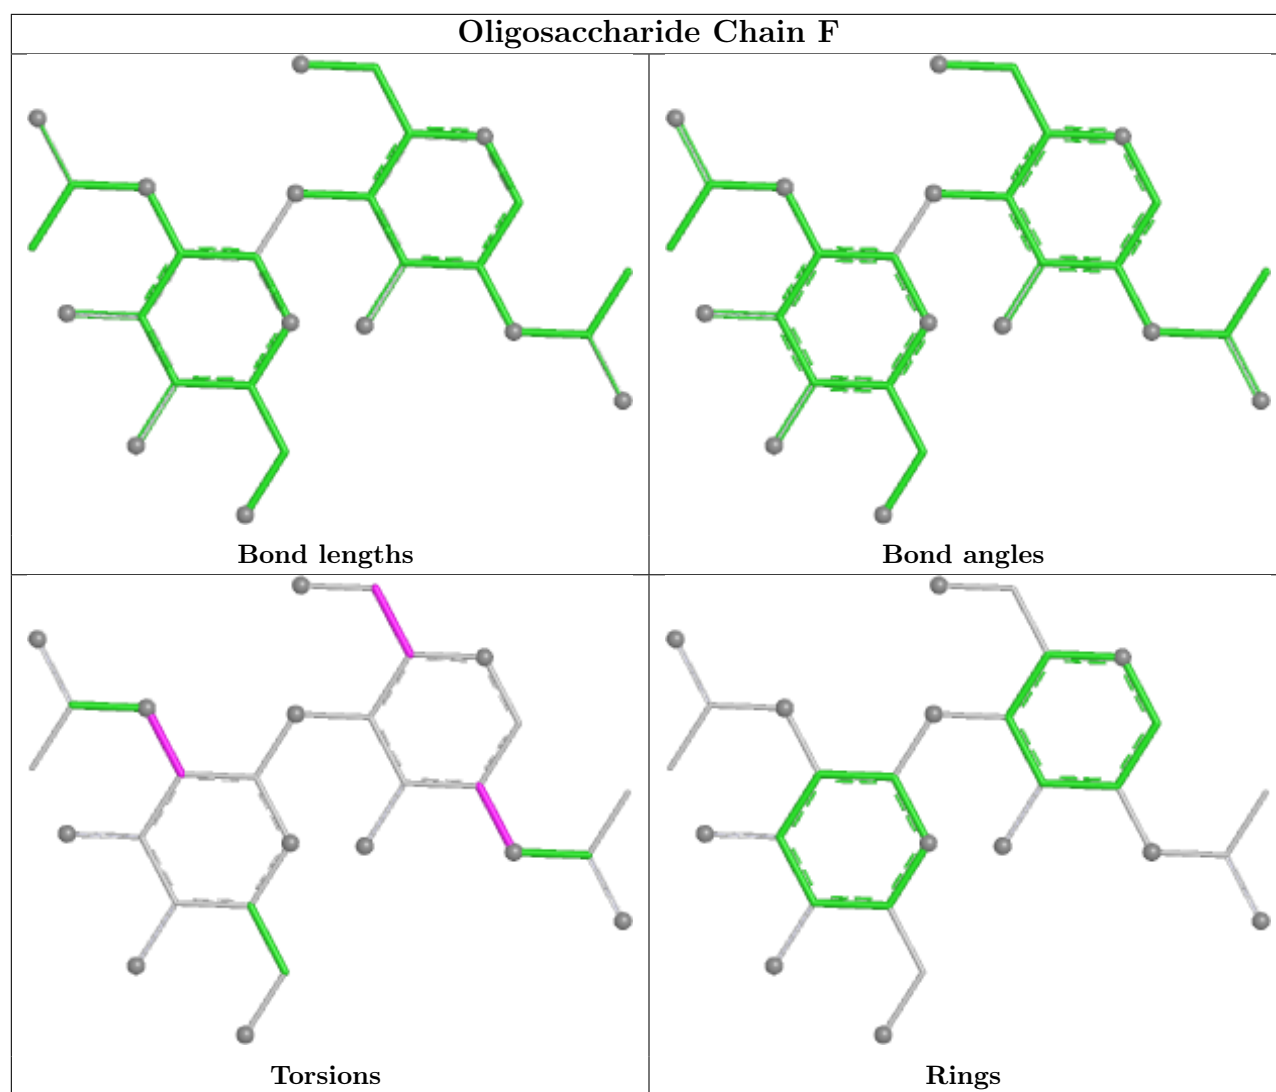 Oligosaccharide Chain F
Bond lengths
Bond angles
Torsions
Rings